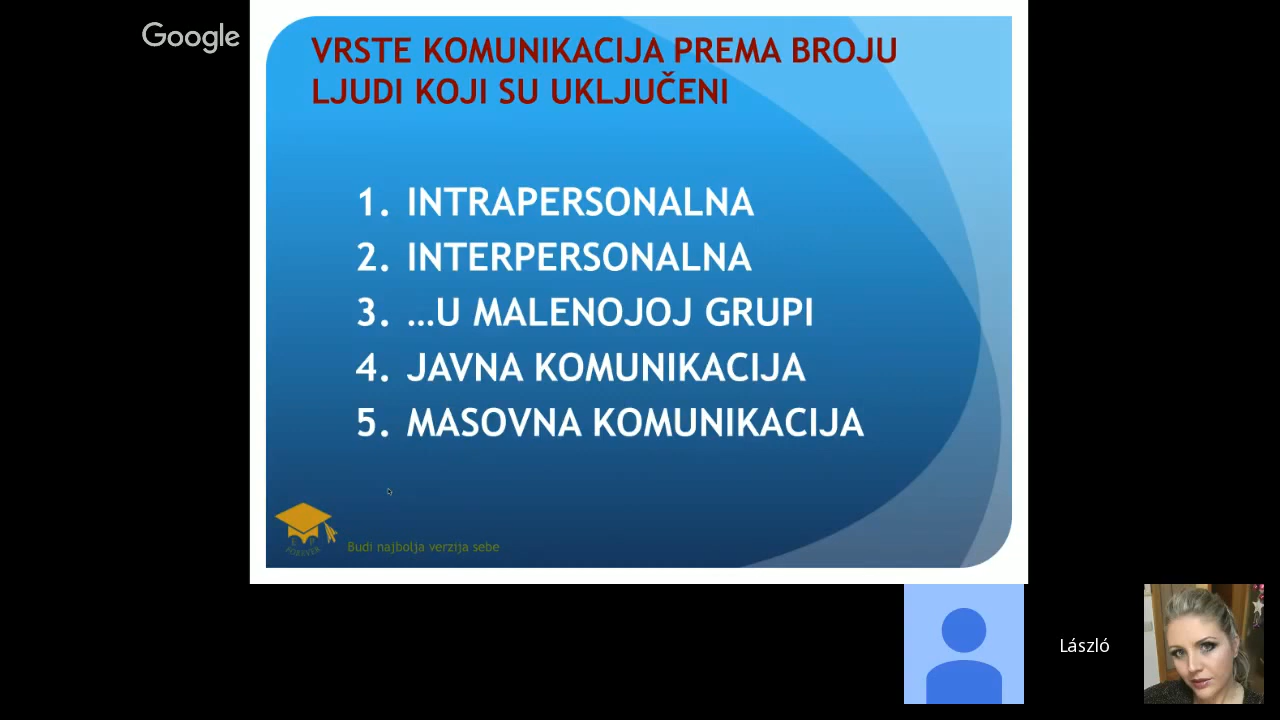 Google
VRSTE KOMUNIKACIJA PREMA BROJU
LJUDI KOJI SU UKLJUČENI
1. INTRAPERSONALNA
2. INTERPERSONALNA
3. …U MALENOJOJ GRUPI
4. JAVNA KOMUNIKACIJA
5. MASOVNA KOMUNIKACIJA
FOREVER
Budi najbolja verzija sebe
László